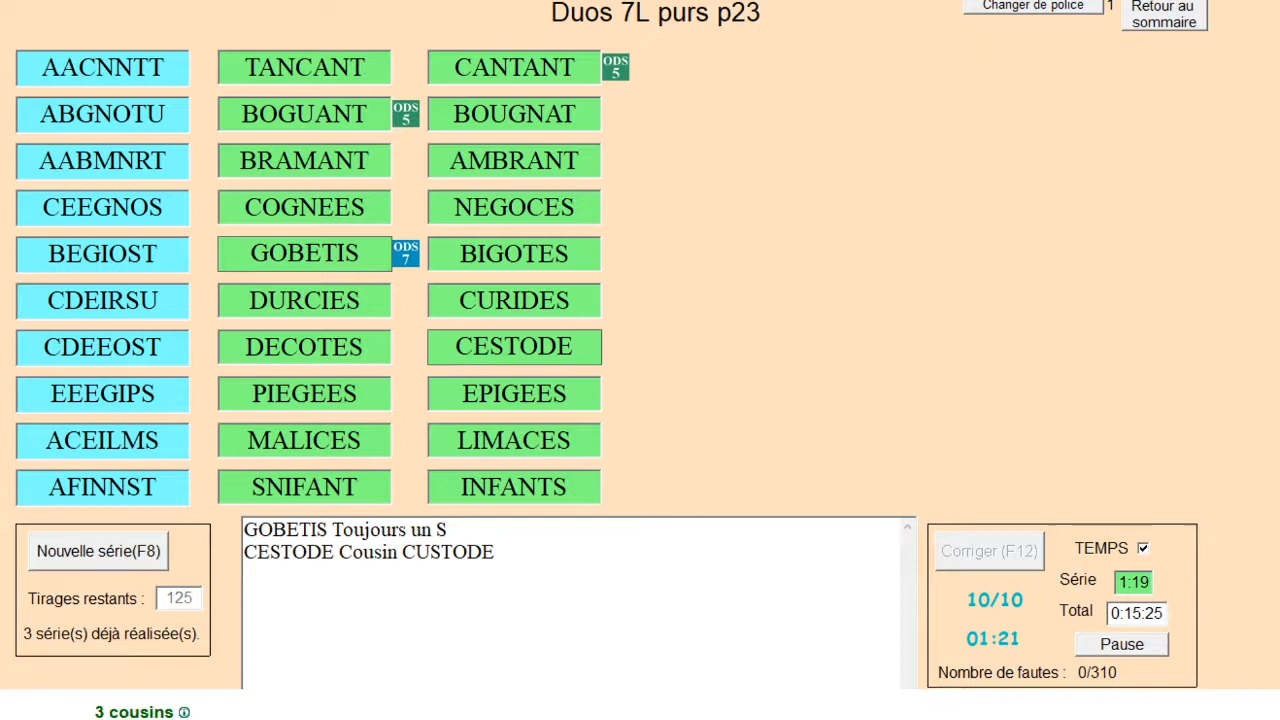 Duos 7L purs p23
Changer de police 1
Retour au
sommaire
AACNNTT TANCANT CANTANT ODS 5
ABGNOTU BOGUANT ODS 5 BOUGNAT
AABMNRT BRAMANT AMBRANT
CEEGNOS COGNEES NEGOCES
BEGIOST GOBETIS ODS 7 BIGOTES
CDEIRSU DURCIES CURIDES
CDEEOST DECOTES CESTODE
EEEGIPS PIEGEES EPIGEES
ACEILMS MALICES LIMACES
AFINNST SNIFANT INFANTS
Nouvelle série(F8)
Tirages restants : 125
3 série(s) déjà réalisée(s).
GOBETIS Toujours un S
CESTODE Cousin CUSTODE
Corriger (F12) TEMPS
Série 1:19
10/10
Total 0:15:25
01:21
Pause
Nombre de fautes : 0/310
3 cousins